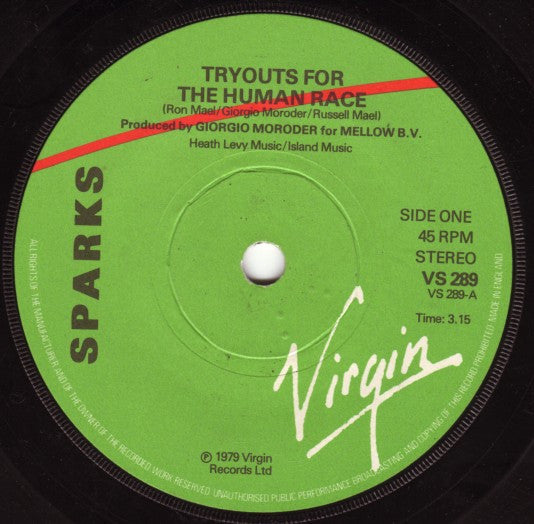 TRYOUTS FOR
THE HUMAN RACE
(Ron Mael/Giorgio Moroder/Russell Mael)
Produced by GIORGIO MORODER for MELLOW B.V.
Heath Levy Music/Island Music
SPARKS
SIDE ONE
45 RPM
STEREO
VS 289
VS 289-A
Time: 3.15
Virgin
℗ 1979 Virgin
Records Ltd
ALL RIGHTS OF THE MANUFACTURER AND OF THE OWNER OF THE RECORDED WORK RESERVED. UNAUTHORISED PUBLIC PERFORMANCE BROADCASTING AND COPYING OF THIS RECORD PROHIBITED. MADE IN ENGLAND